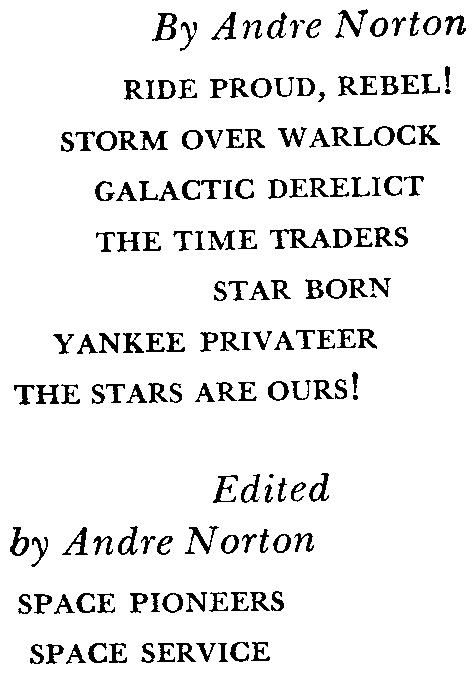 By Andre Norton
RIDE PROUD, REBEL!
STORM OVER WARLOCK
GALACTIC DERELICT
THE TIME TRADERS
STAR BORN
YANKEE PRIVATEER
THE STARS ARE OURS!
Edited
by Andre Norton
SPACE PIONEERS
SPACE SERVICE